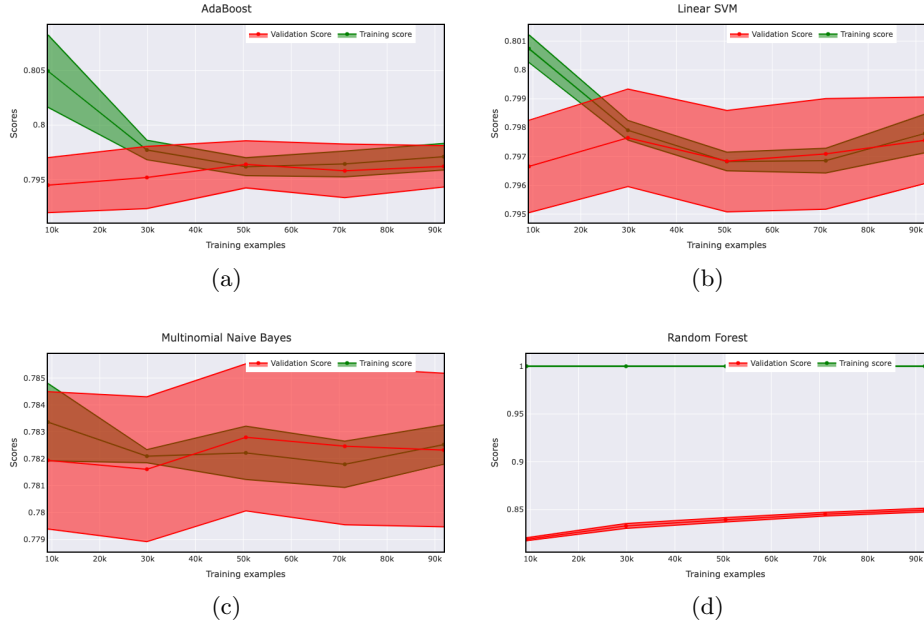 AdaBoost
Validation Score Training score
0.805
0.8
0.795
Scores
10k 20k 30k 40k 50k 60k 70k 80k 90k
Training examples
(a)
Linear SVM
Validation Score Training score
0.801
0.8
0.799
0.798
0.797
0.796
0.795
Scores
10k 20k 30k 40k 50k 60k 70k 80k 90k
Training examples
(b)
Multinomial Naive Bayes
Validation Score Training score
0.785
0.784
0.783
0.782
0.781
0.78
0.779
Scores
10k 20k 30k 40k 50k 60k 70k 80k 90k
Training examples
(c)
Random Forest
Validation Score Training score
1
0.95
0.9
0.85
Scores
10k 20k 30k 40k 50k 60k 70k 80k 90k
Training examples
(d)